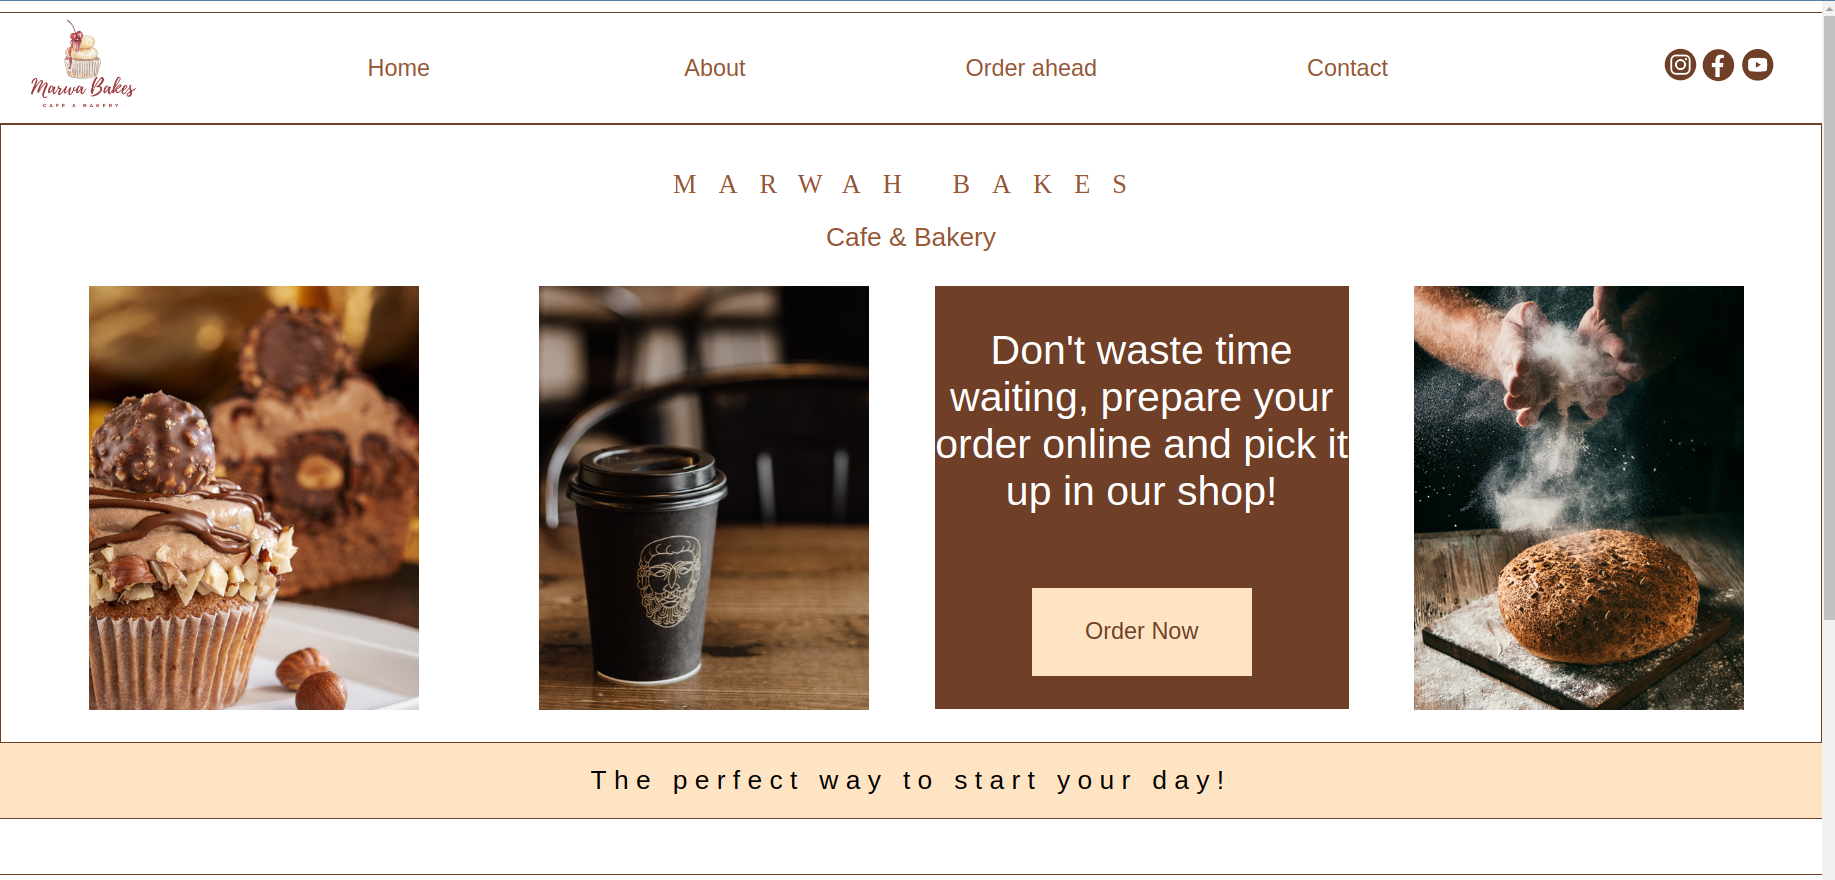 Marwa Bakes
CAFE & BAKERY
Home
About
Order ahead
Contact
MARWAH BAKES
Cafe & Bakery
Don't waste time
waiting, prepare your
order online and pick it
up in our shop!
Order Now
The perfect way to start your day!